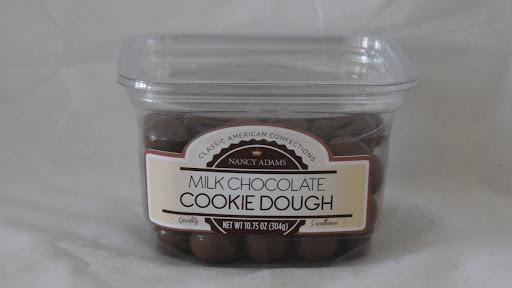 CLASSIC AMERICAN CONFECTIONS
NANCY ADAMS
MILK CHOCOLATE
COOKIE DOUGH
Quality Excellence
NET WT 10.75 OZ (304g)